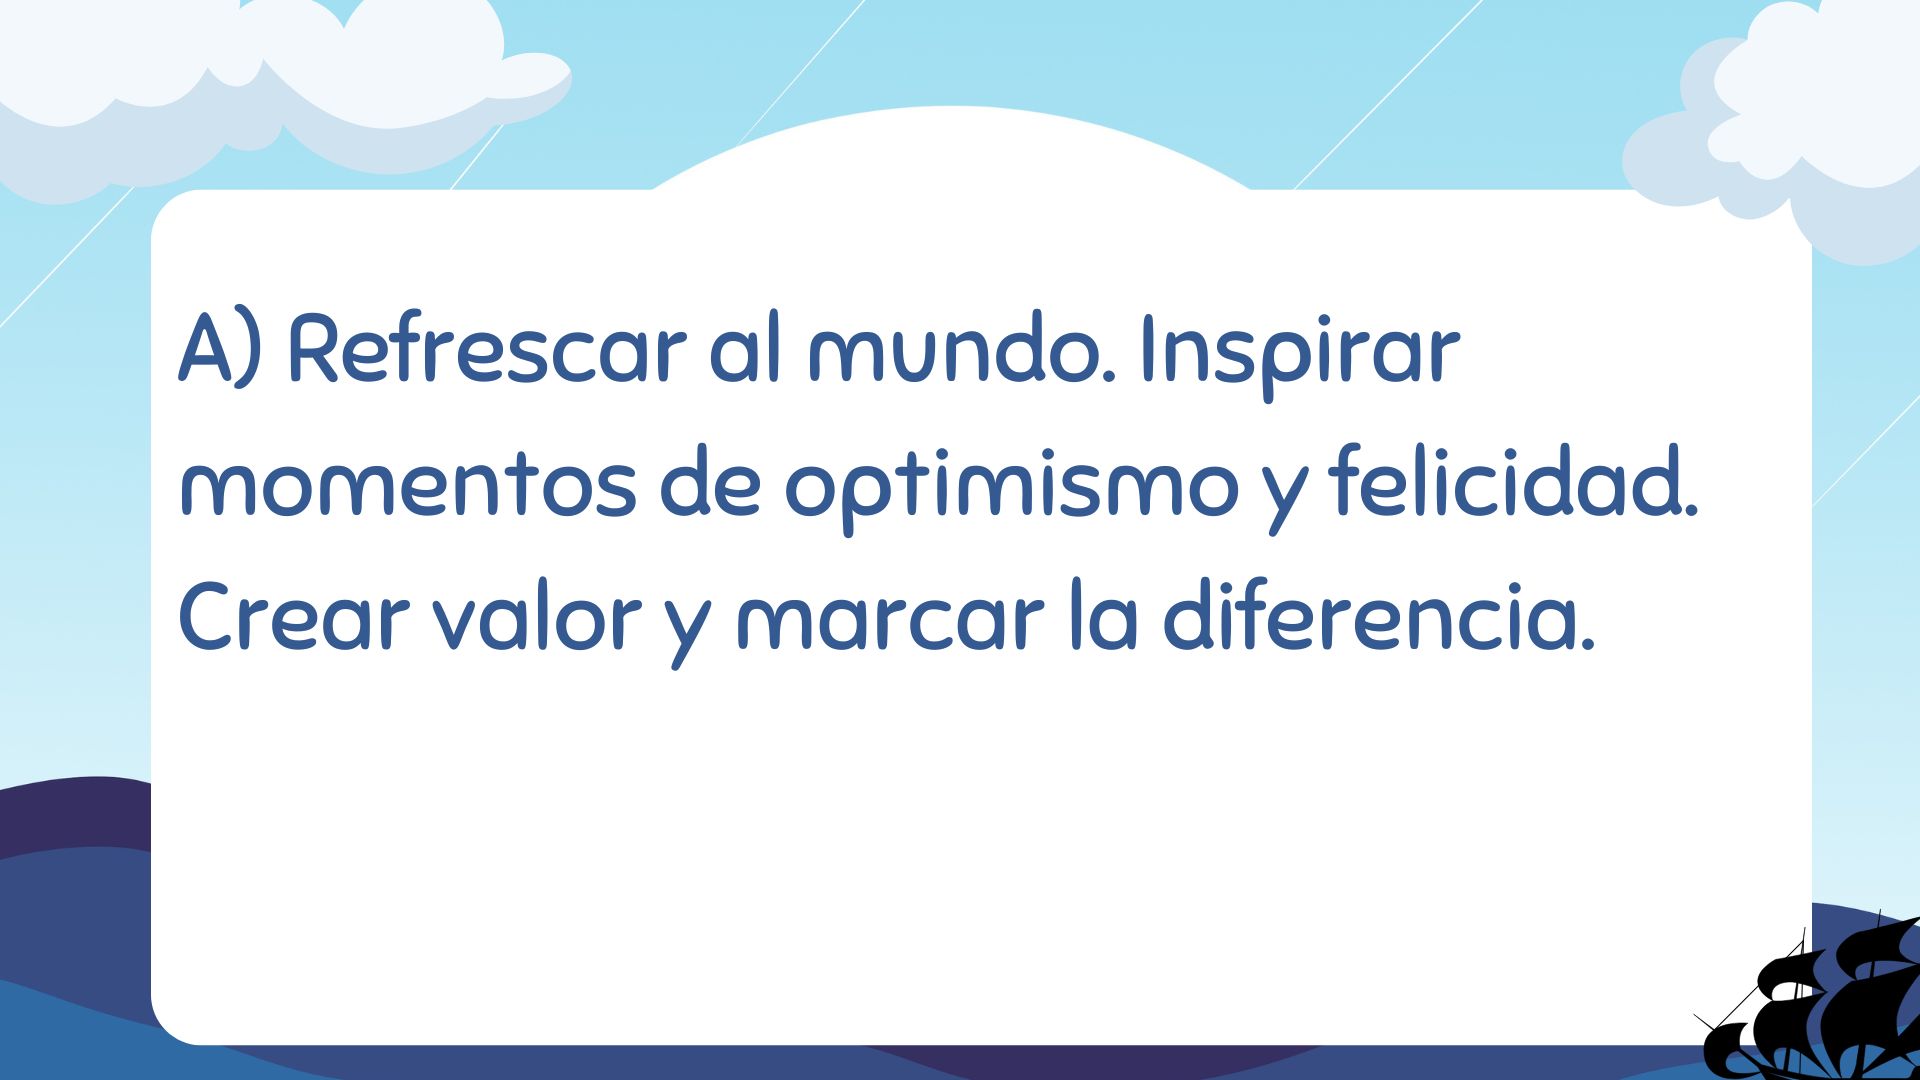 A) Refrescar al mundo. Inspirar
momentos de optimismo y felicidad.
Crear valor y marcar la diferencia.